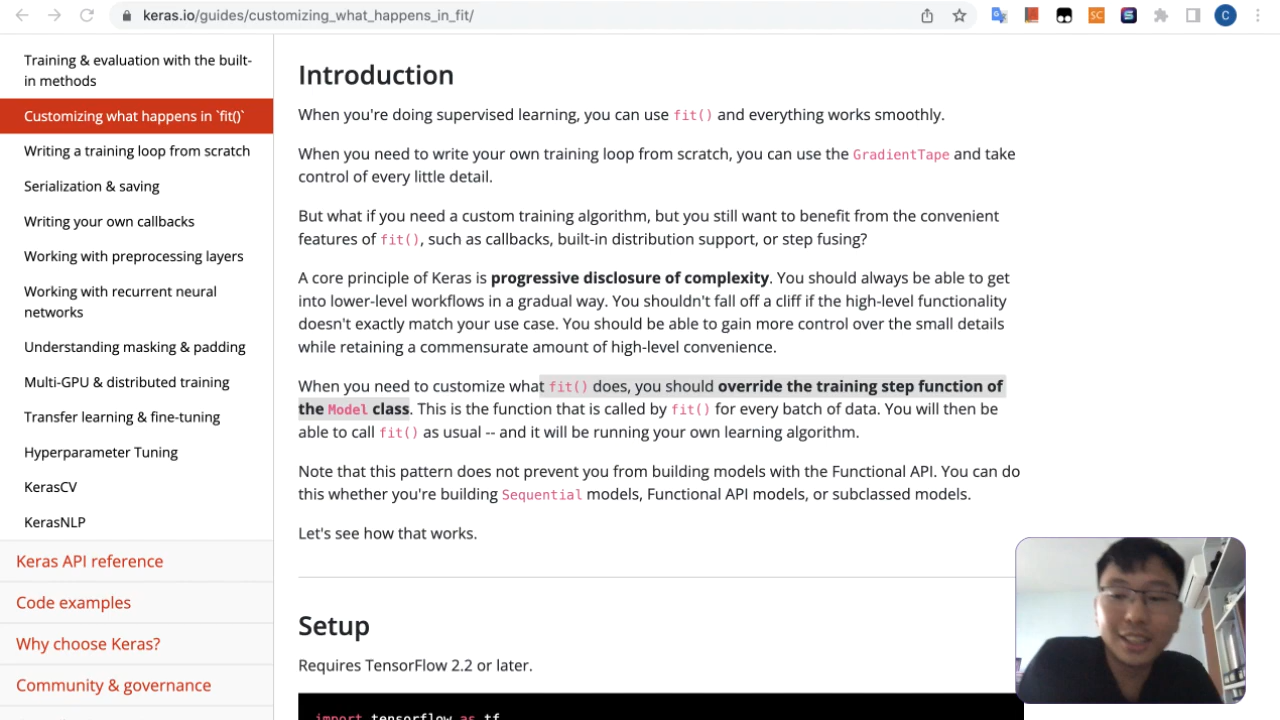 keras.io/guides/customizing_what_happens_in_fit/
SC
S
C
Training & evaluation with the built-
in methods
Customizing what happens in `fit()`
Writing a training loop from scratch
Serialization & saving
Writing your own callbacks
Working with preprocessing layers
Working with recurrent neural
networks
Understanding masking & padding
Multi-GPU & distributed training
Transfer learning & fine-tuning
Hyperparameter Tuning
KerasCV
KerasNLP
Keras API reference
Code examples
Why choose Keras?
Community & governance
Introduction
When you're doing supervised learning, you can use fit() and everything works smoothly.
When you need to write your own training loop from scratch, you can use the GradientTape and take
control of every little detail.
But what if you need a custom training algorithm, but you still want to benefit from the convenient
features of fit(), such as callbacks, built-in distribution support, or step fusing?
A core principle of Keras is progressive disclosure of complexity. You should always be able to get
into lower-level workflows in a gradual way. You shouldn't fall off a cliff if the high-level functionality
doesn't exactly match your use case. You should be able to gain more control over the small details
while retaining a commensurate amount of high-level convenience.
When you need to customize what fit() does, you should override the training step function of
the Model class. This is the function that is called by fit() for every batch of data. You will then be
able to call fit() as usual -- and it will be running your own learning algorithm.
Note that this pattern does not prevent you from building models with the Functional API. You can do
this whether you're building Sequential models, Functional API models, or subclassed models.
Let's see how that works.
Setup
Requires TensorFlow 2.2 or later.
import tensorflow as tf